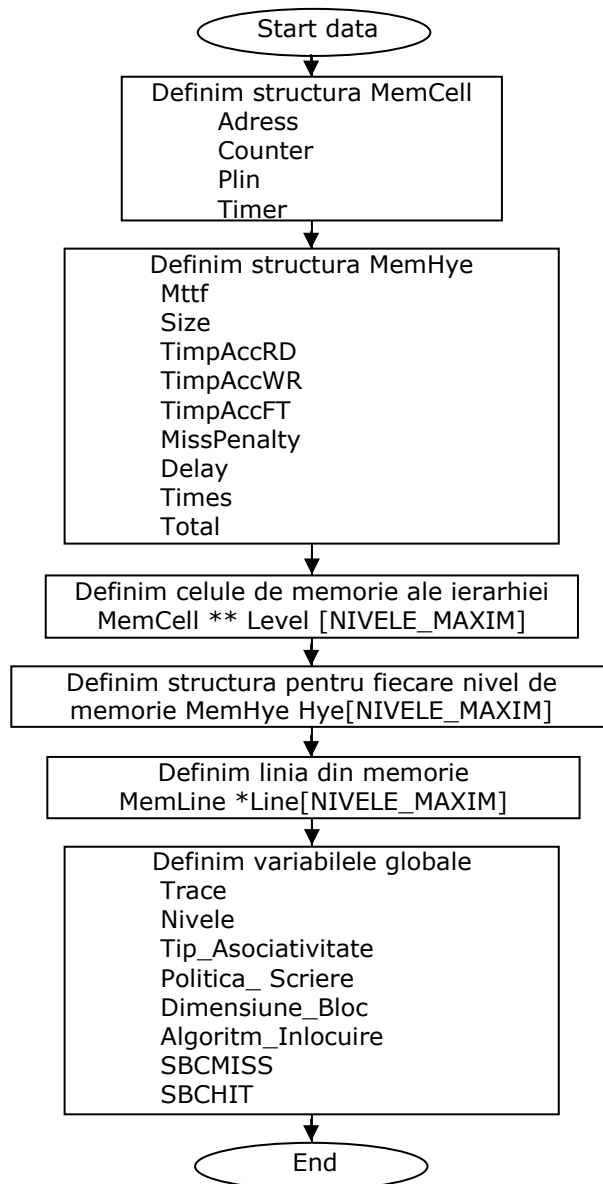 Start data
Definim structura MemCell
Adress
Counter
Plin
Timer
Definim structura MemHye
Mttf
Size
TimpAccRD
TimpAccWR
TimpAccFT
MissPenalty
Delay
Times
Total
Definim celule de memorie ale ierarhiei
MemCell ** Level [NIVELE_MAXIM]
Definim structura pentru fiecare nivel de
memorie MemHye Hye[NIVELE_MAXIM]
Definim linia din memorie
MemLine *Line[NIVELE_MAXIM]
Definim variabilele globale
Trace
Nivele
Tip_Asociativitate
Politica_ Scriere
Dimensiune_Bloc
Algoritm_Inlocuire
SBCMISS
SBCHIT
End